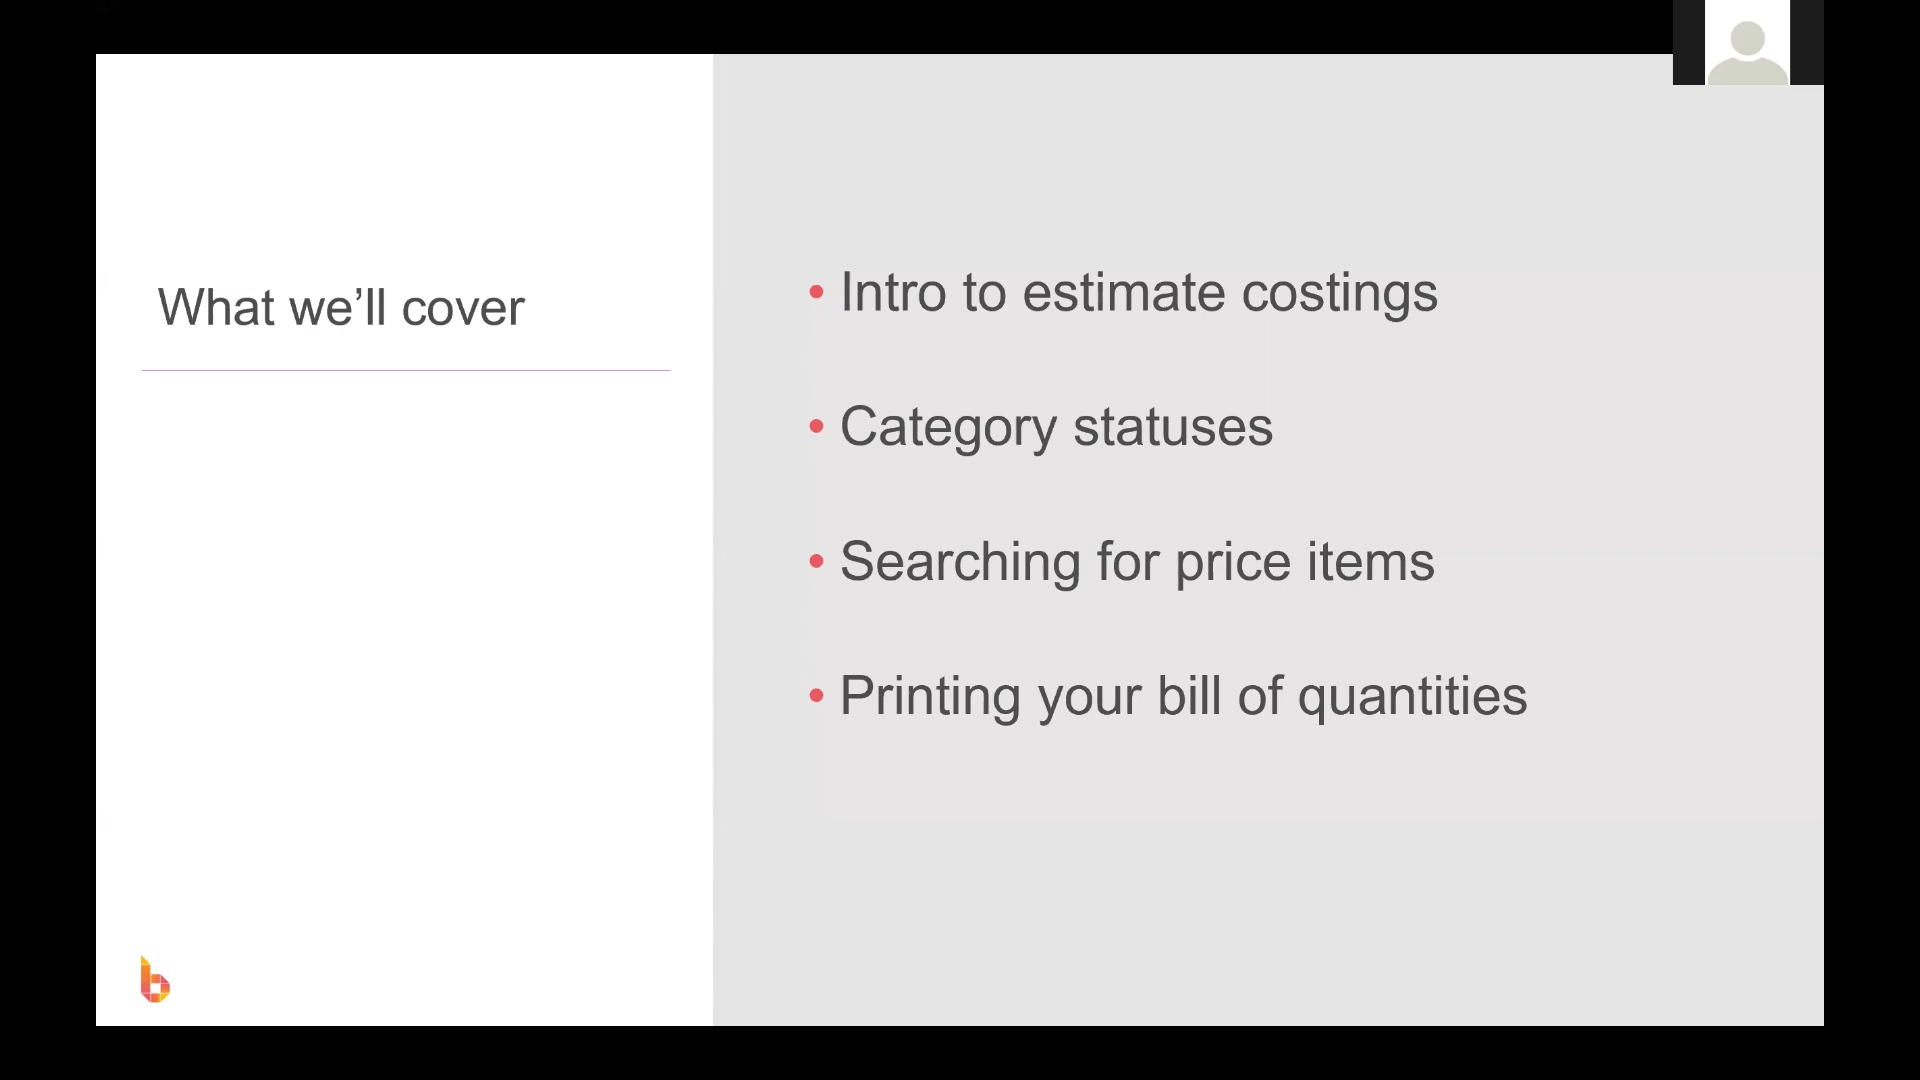 What we’ll cover
• Intro to estimate costings
• Category statuses
• Searching for price items
• Printing your bill of quantities
b